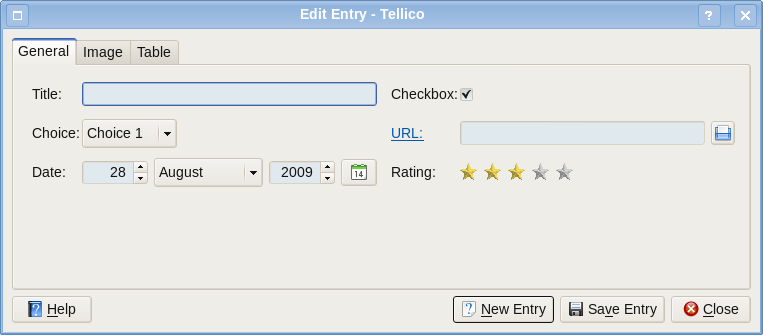 Edit Entry - Tellico
?
General Image Table
Title: Checkbox:
Choice: Choice 1 URL:
Date: 28 August 2009 14 Rating:
Help New Entry Save Entry Close